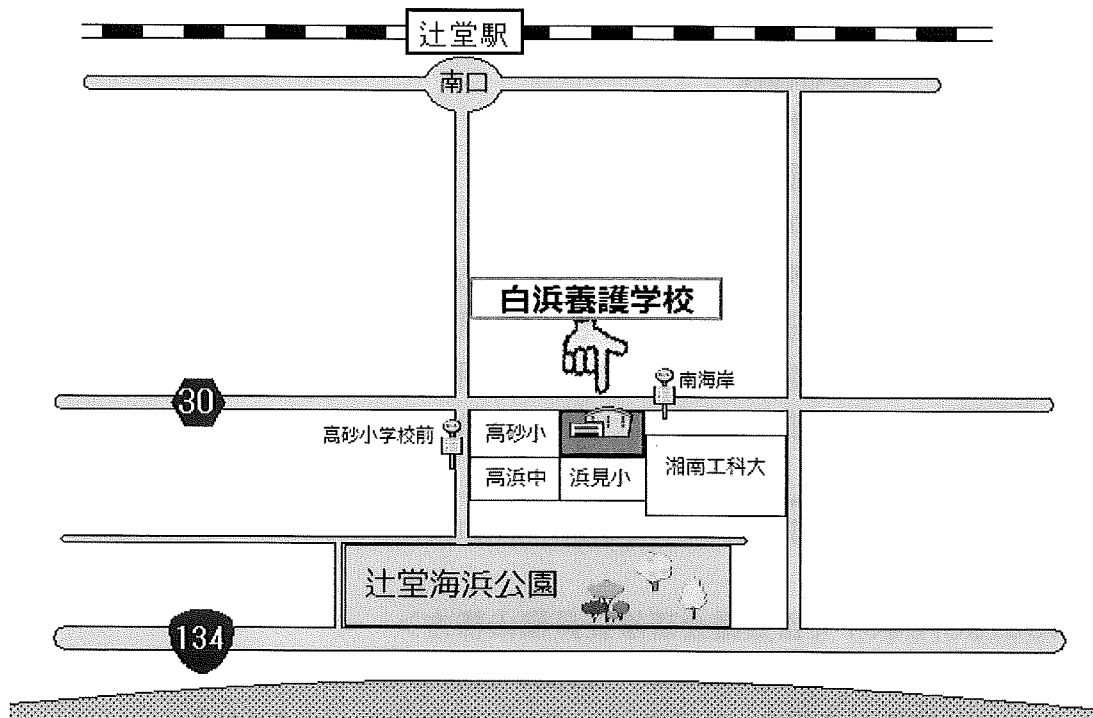 辻堂駅
南口
白浜養護学校
南海岸
30
高砂小学校前
高砂小
高浜中
浜見小
湘南工科大
辻堂海浜公園
134